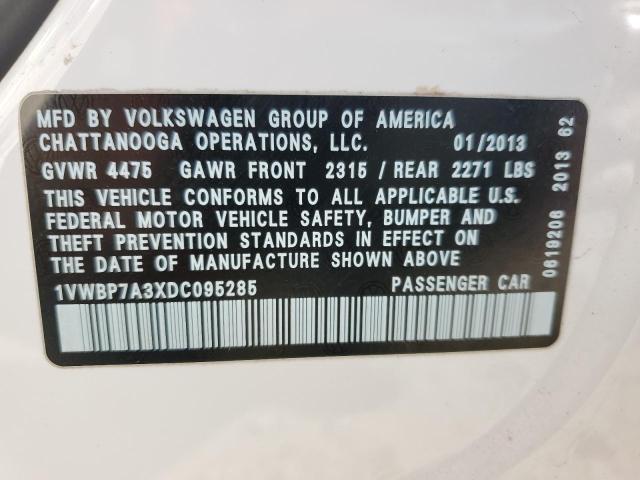 MFD BY VOLKSWAGEN GROUP OF AMERICA
CHATTANOOGA OPERATIONS, LLC. 01/2013
GVWR 4475 GAWR FRONT 2315 / REAR 2271 LBS
THIS VEHICLE CONFORMS TO ALL APPLICABLE U.S.
FEDERAL MOTOR VEHICLE SAFETY, BUMPER AND
THEFT PREVENTION STANDARDS IN EFFECT ON
THE DATE OF MANUFACTURE SHOWN ABOVE
1VWBP7A3XDC095285 PASSENGER CAR
0619206 2013 62